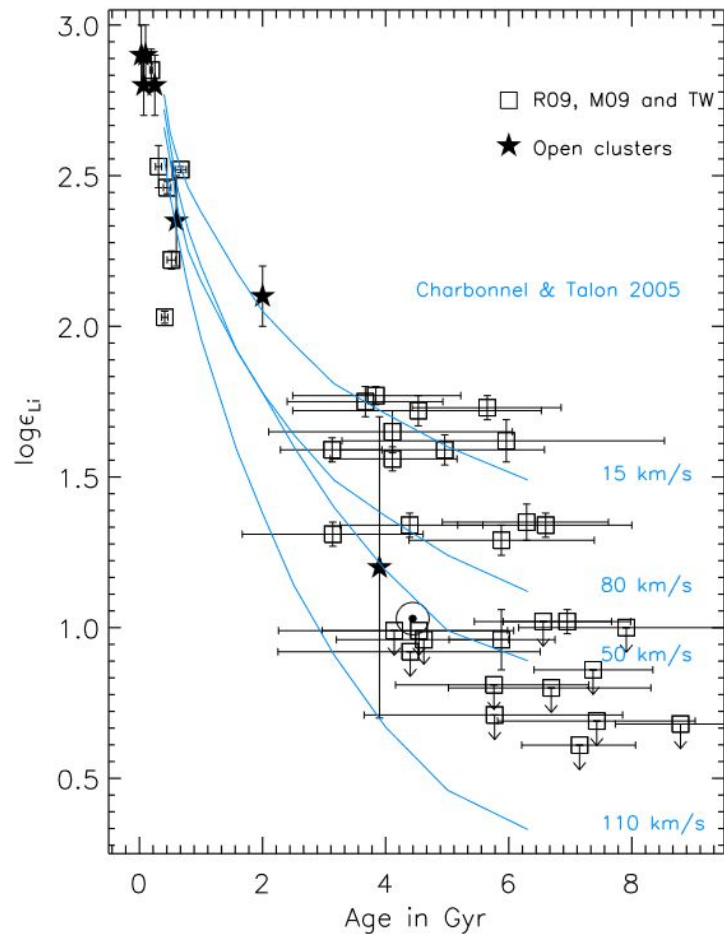 3.0
2.5
2.0
1.5
1.0
0.5
logϵLi
R09, M09 and TW
Open clusters
Charbonnel & Talon 2005
15 km/s
80 km/s
50 km/s
110 km/s
0 2 4 6 8
Age in Gyr